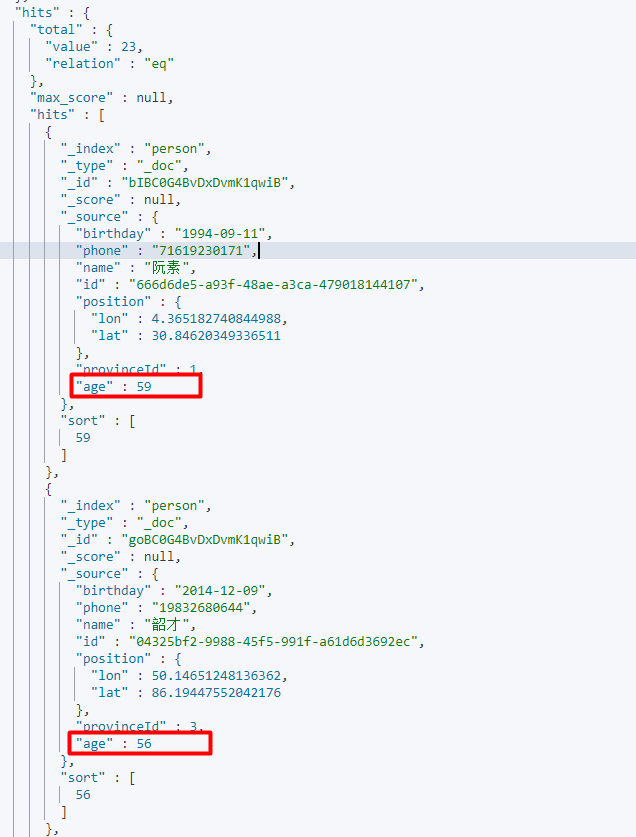 "hits" : {
"total" : {
"value" : 23,
"relation" : "eq"
},
"max_score" : null,
"hits" : [
{
"_index" : "person",
"_type" : "_doc",
"_id" : "bIBC0G4BvDxDvmK1qwiB",
"_score" : null,
"_source" : {
"birthday" : "1994-09-11",
"phone" : "71619230171",
"name" : "阮素",
"id" : "666d6de5-a93f-48ae-a3ca-479018144107",
"position" : {
"lon" : 4.365182740844988,
"lat" : 30.84620349336511
},
"provinceId" : 1,
"age" : 59
},
"sort" : [
59
]
},
{
"_index" : "person",
"_type" : "_doc",
"_id" : "goBC0G4BvDxDvmK1qwiB",
"_score" : null,
"_source" : {
"birthday" : "2014-12-09",
"phone" : "19832680644",
"name" : "韶才",
"id" : "04325bf2-9988-45f5-991f-a61d6d3692ec",
"position" : {
"lon" : 50.14651248136362,
"lat" : 86.19447552042176
},
"provinceId" : 3,
"age" : 56
},
"sort" : [
56
]
},